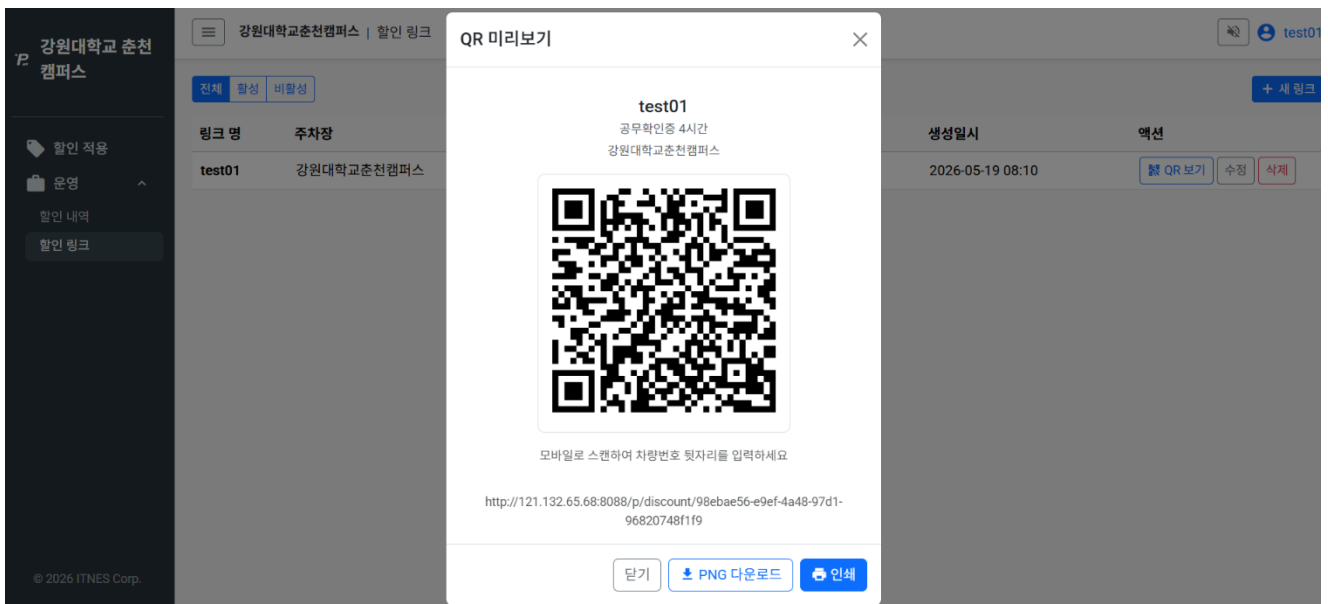 강원대학교 춘천
캠퍼스
할인 적용
운영
할인 내역
할인 링크
© 2026 ITNES Corp.
강원대학교춘천캠퍼스 | 할인 링크
test01
전체 활성 비활성
+ 새 링크
링크 명 주차장 생성일시 액션
test01 강원대학교춘천캠퍼스 2026-05-19 08:10 QR 보기 수정 삭제
QR 미리보기
test01
공무확인증 4시간
강원대학교춘천캠퍼스
모바일로 스캔하여 차량번호 뒷자리를 입력하세요
http://121.132.65.68:8088/p/discount/98ebae56-e9ef-4a48-97d1-
96820748f1f9
닫기 PNG 다운로드 인쇄